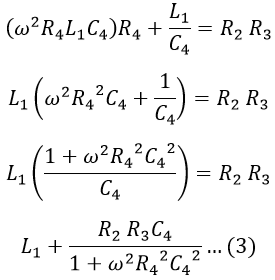 (ω²R₄L₁C₄)R₄ + L₁/C₄ = R₂ R₃
L₁(ω²R₄²C₄ + 1/C₄) = R₂ R₃
L₁((1 + ω²R₄²C₄²)/C₄) = R₂ R₃
L₁ + (R₂ R₃C₄)/(1 + ω²R₄²C₄²) … (3)